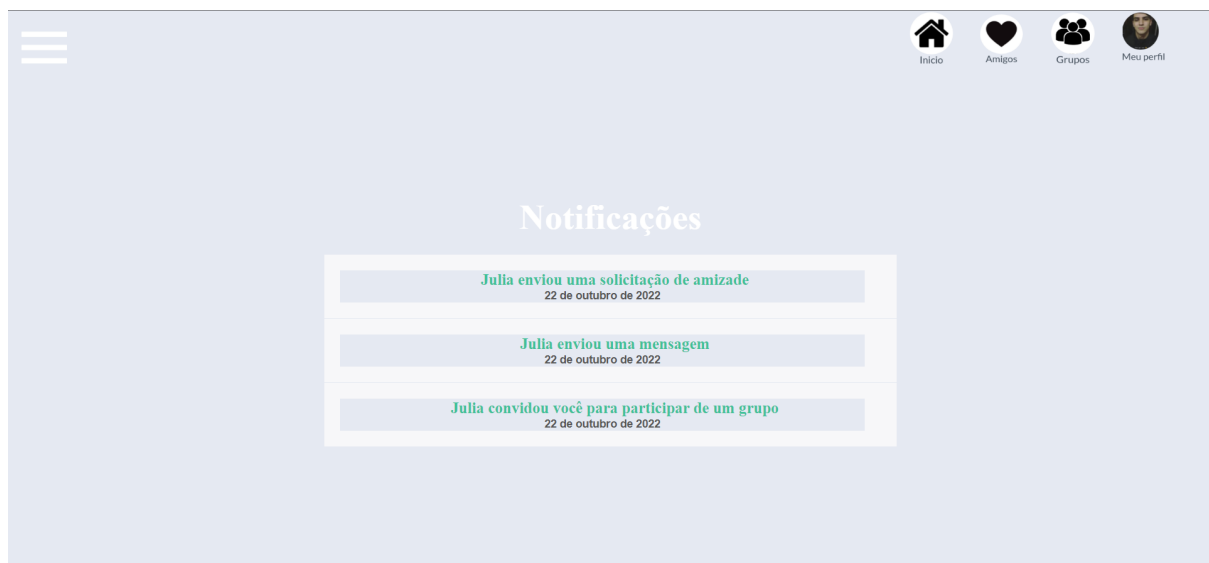 Inicio
Amigos
Grupos
Meu perfil
Notificações
Julia enviou uma solicitação de amizade
22 de outubro de 2022
Julia enviou uma mensagem
22 de outubro de 2022
Julia convidou você para participar de um grupo
22 de outubro de 2022